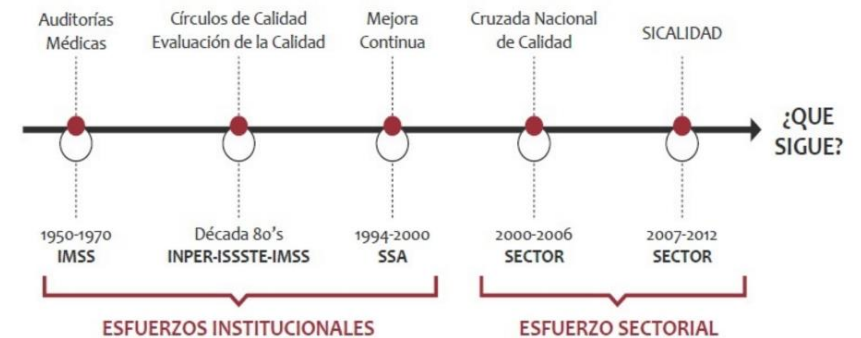 Auditorías
Médicas
Círculos de Calidad
Evaluación de la Calidad
Mejora
Continua
Cruzada Nacional
de Calidad
SICALIDAD
¿QUE
SIGUE?
1950-1970
IMSS
Década 80's
INPER-ISSSTE-IMSS
1994-2000
SSA
2000-2006
SECTOR
2007-2012
SECTOR
ESFUERZOS INSTITUCIONALES
ESFUERZO SECTORIAL